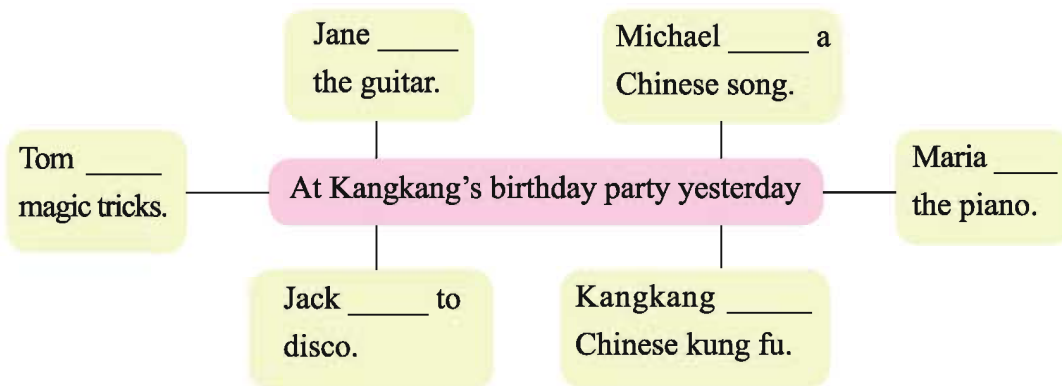 Jane _____
the guitar.
Michael _____ a
Chinese song.
Tom _____
magic tricks.
At Kangkang's birthday party yesterday
Maria _____
the piano.
Jack _____ to
disco.
Kangkang _____
Chinese kung fu.